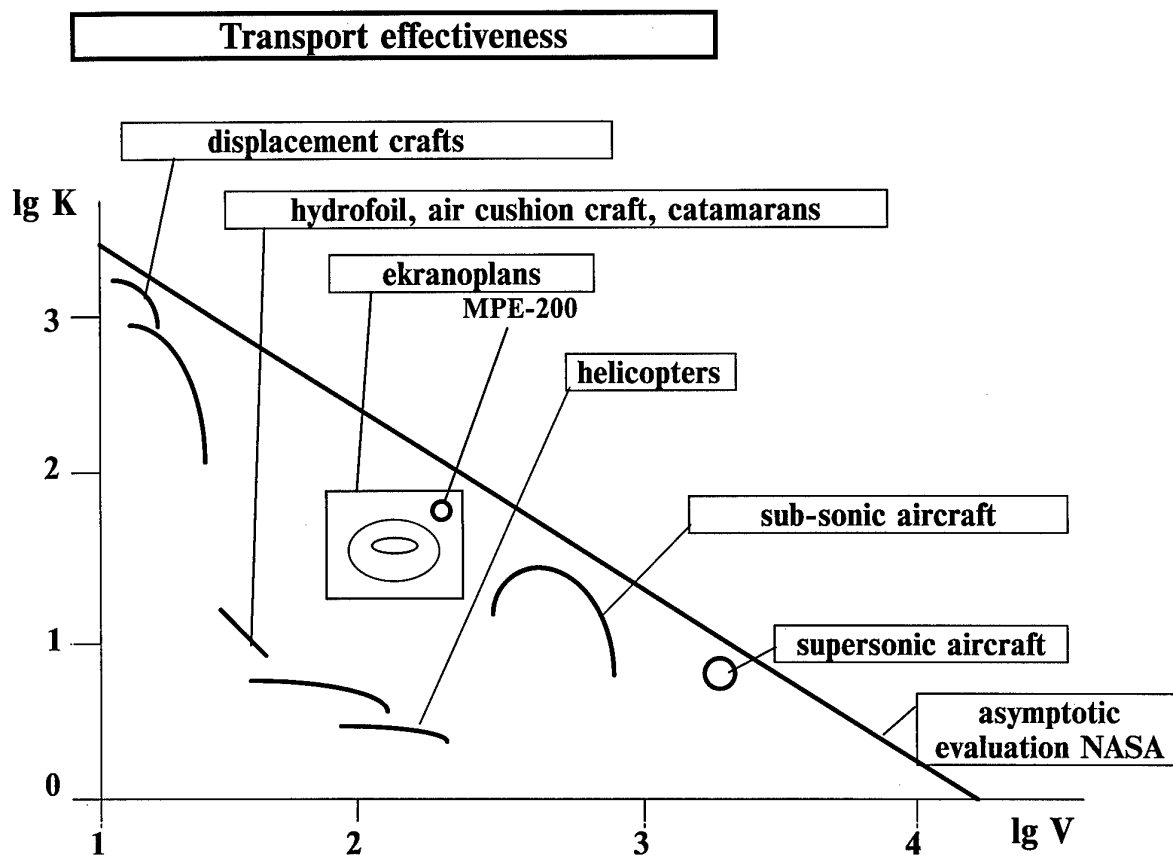 Transport effectiveness
displacement crafts
lg K
hydrofoil, air cushion craft, catamarans
ekranoplans
MPE-200
3
helicopters
2
sub-sonic aircraft
1
supersonic aircraft
asymptotic
evaluation NASA
0
1
2
3
4
lg V